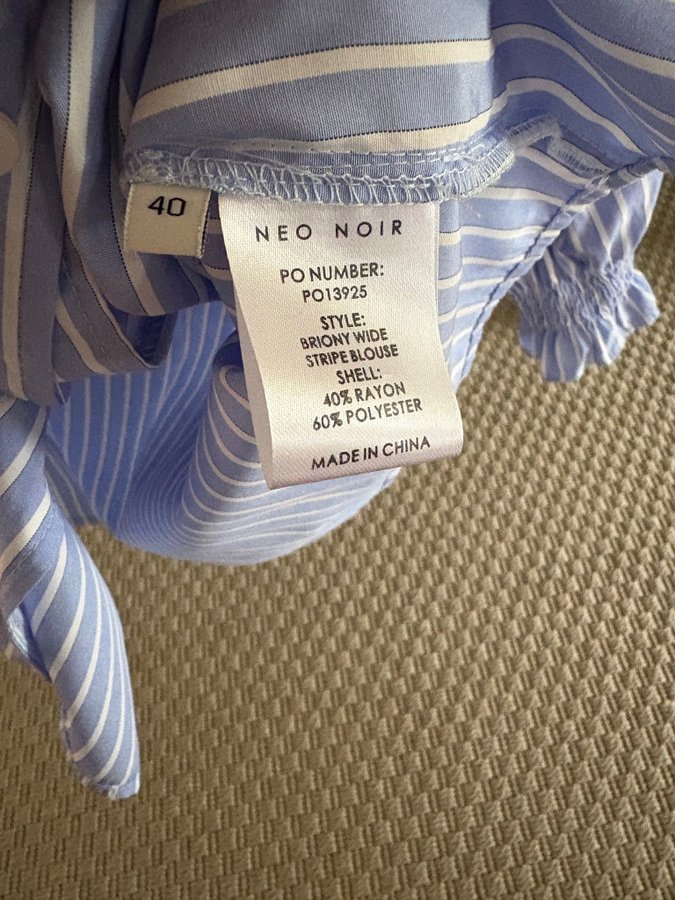 40
NEO NOIR
PO NUMBER:
PO13925
STYLE:
BRIONY WIDE
STRIPE BLOUSE
SHELL:
40% RAYON
60% POLYESTER
MADE IN CHINA